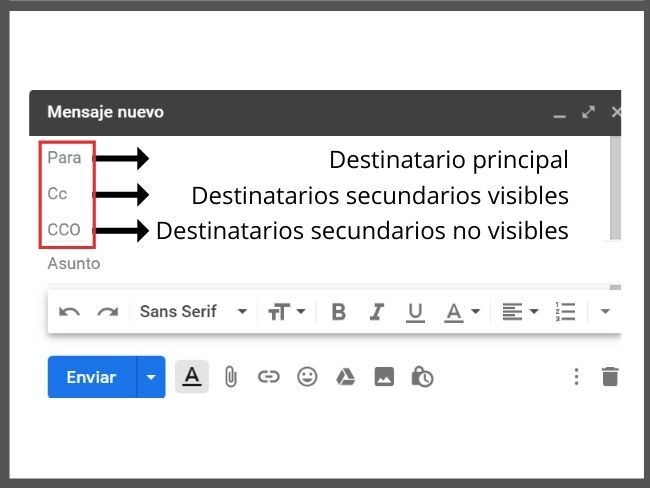 Mensaje nuevo
Para Destinatario principal
Cc Destinatarios secundarios visibles
CCO Destinatarios secundarios no visibles
Asunto
Sans Serif
Enviar